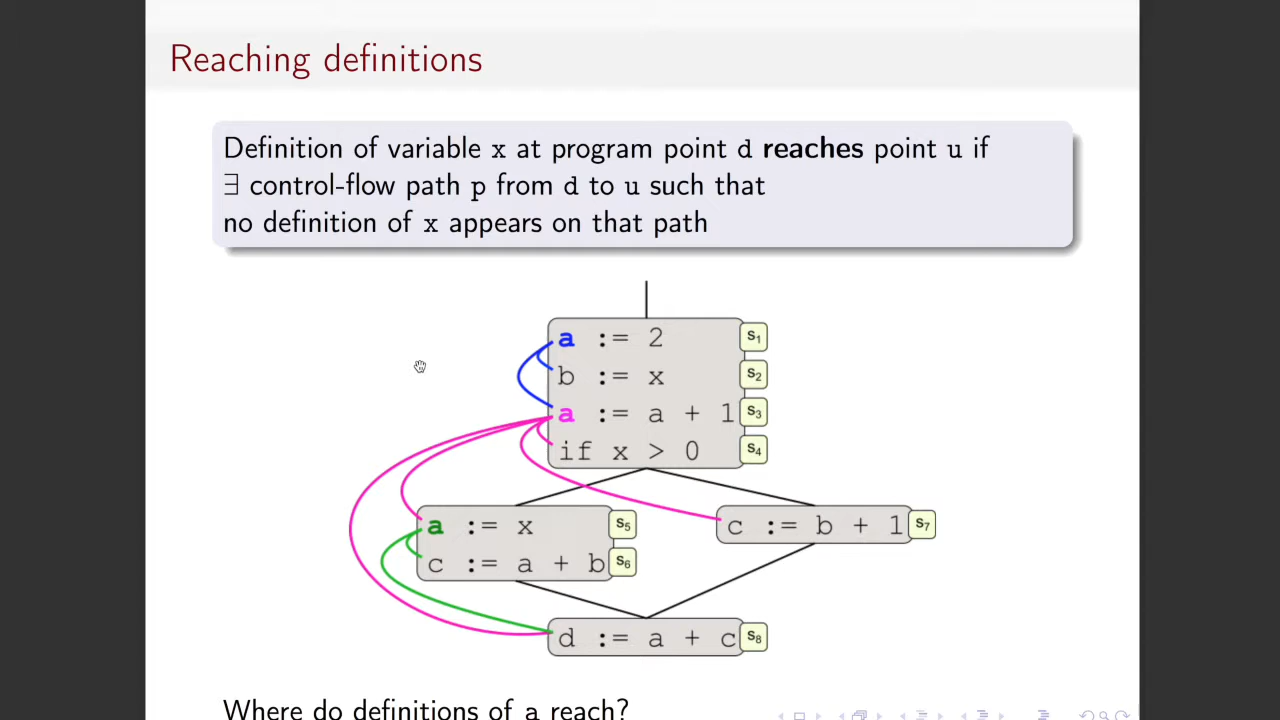 Reaching definitions
Definition of variable x at program point d reaches point u if
∃ control-flow path p from d to u such that
no definition of x appears on that path
a := 2 s1
b := x s2
a := a + 1 s3
if x > 0 s4
a := x s5
c := a + b s6
c := b + 1 s7
d := a + c s8
Where do definitions of a reach?